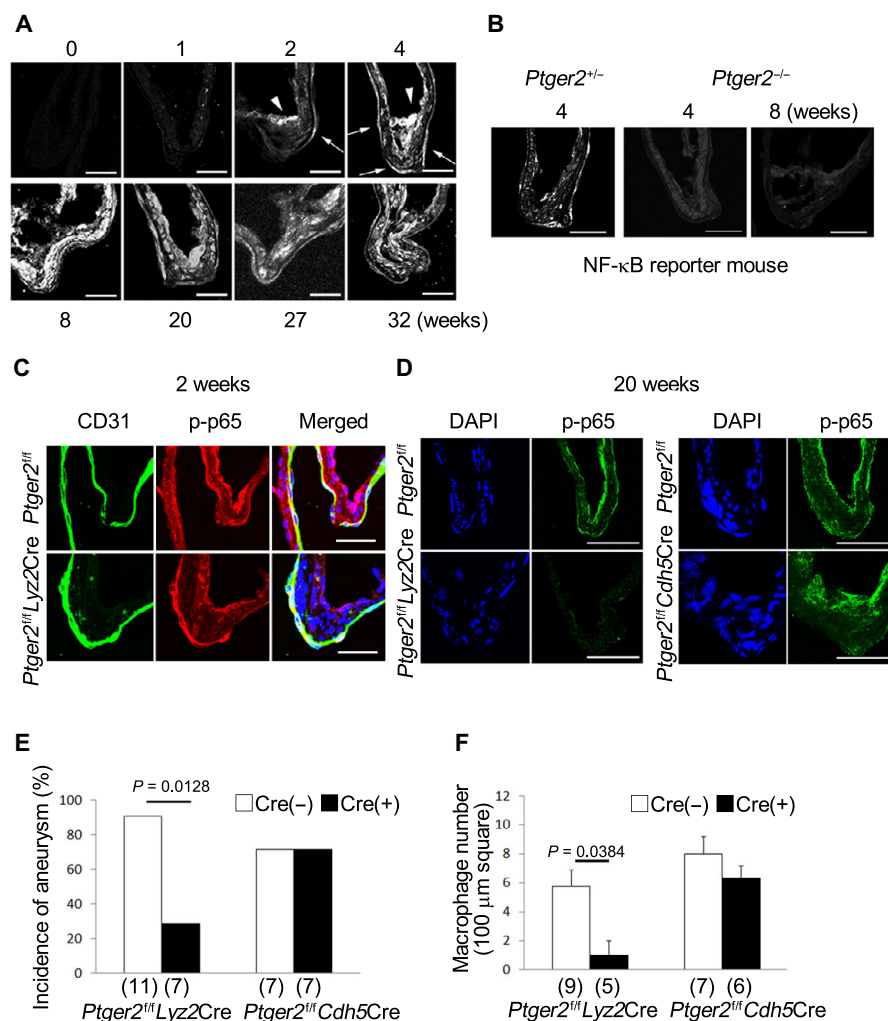 A
0 1 2 4
8 20 27 32 (weeks)
B
Ptger2+/– Ptger2–/–
4 4 8 (weeks)
NF-κB reporter mouse
C
2 weeks
CD31 p-p65 Merged
Ptger2f/f
Ptger2f/f Lyz2Cre
D
20 weeks
DAPI p-p65 DAPI p-p65
Ptger2f/f
Ptger2f/f Lyz2Cre
Ptger2f/f
Ptger2f/f Cdh5Cre
E
Incidence of aneurysm (%)
P = 0.0128
Cre(–) Cre(+)
100
80
60
40
20
0
(11) (7) (7) (7)
Ptger2f/f Lyz2Cre Ptger2f/f Cdh5Cre
F
Macrophage number
(100 μm square)
Cre(–) Cre(+)
P = 0.0384
12
10
8
6
4
2
0
(9) (5) (7) (6)
Ptger2f/f Lyz2Cre Ptger2f/f Cdh5Cre